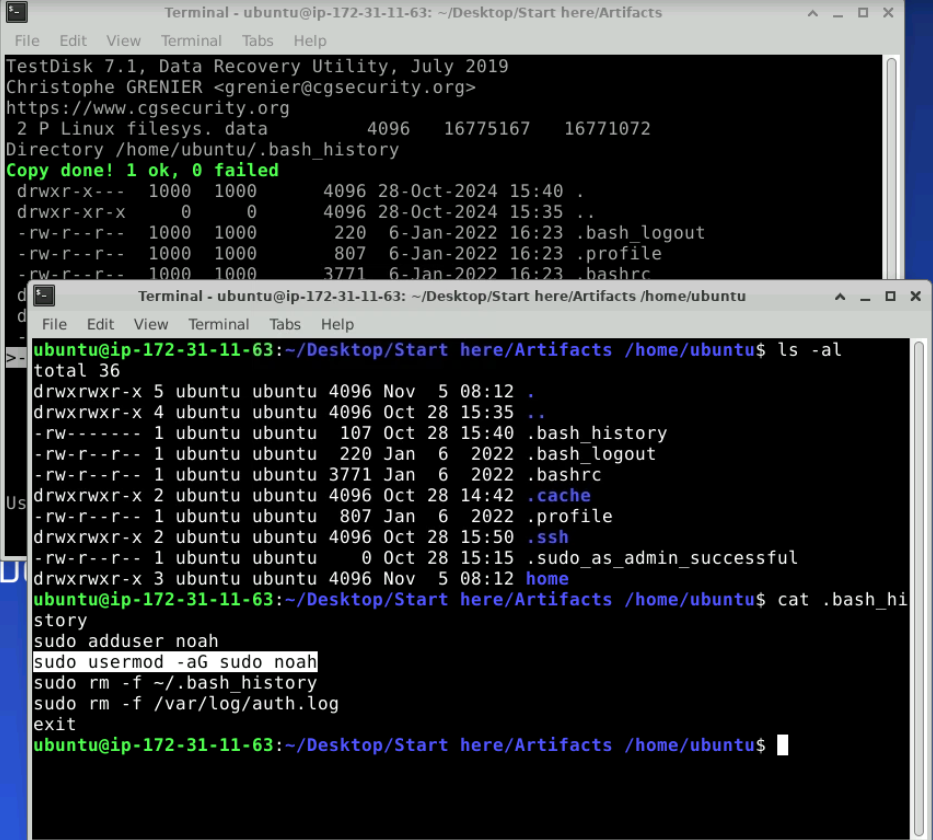 Terminal - ubuntu@ip-172-31-11-63: ~/Desktop/Start here/Artifacts
File Edit View Terminal Tabs Help
TestDisk 7.1, Data Recovery Utility, July 2019
Christophe GRENIER <grenier@cgsecurity.org>
https://www.cgsecurity.org
 2 P Linux filesys. data         4096   16775167   16771072
Directory /home/ubuntu/.bash_history
Copy done! 1 ok, 0 failed
 drwxr-x---  1000  1000      4096 28-Oct-2024 15:40 .
 drwxr-xr-x     0     0      4096 28-Oct-2024 15:35 ..
 -rw-r--r--  1000  1000       220  6-Jan-2022 16:23 .bash_logout
 -rw-r--r--  1000  1000       807  6-Jan-2022 16:23 .profile
 -rw-r--r--  1000  1000      3771  6-Jan-2022 16:23 .bashrc
d
d
-
>-
Us
Terminal - ubuntu@ip-172-31-11-63: ~/Desktop/Start here/Artifacts /home/ubuntu
File Edit View Terminal Tabs Help
ubuntu@ip-172-31-11-63:~/Desktop/Start here/Artifacts /home/ubuntu$ ls -al
total 36
drwxrwxr-x 5 ubuntu ubuntu 4096 Nov  5 08:12 .
drwxrwxr-x 4 ubuntu ubuntu 4096 Oct 28 15:35 ..
-rw------- 1 ubuntu ubuntu  107 Oct 28 15:40 .bash_history
-rw-r--r-- 1 ubuntu ubuntu  220 Jan  6  2022 .bash_logout
-rw-r--r-- 1 ubuntu ubuntu 3771 Jan  6  2022 .bashrc
drwxrwxr-x 2 ubuntu ubuntu 4096 Oct 28 14:42 .cache
-rw-r--r-- 1 ubuntu ubuntu  807 Jan  6  2022 .profile
drwxrwxr-x 2 ubuntu ubuntu 4096 Oct 28 15:50 .ssh
-rw-r--r-- 1 ubuntu ubuntu    0 Oct 28 15:15 .sudo_as_admin_successful
drwxrwxr-x 3 ubuntu ubuntu 4096 Nov  5 08:12 home
ubuntu@ip-172-31-11-63:~/Desktop/Start here/Artifacts /home/ubuntu$ cat .bash_hi
story
sudo adduser noah
sudo usermod -aG sudo noah
sudo rm -f ~/.bash_history
sudo rm -f /var/log/auth.log
exit
ubuntu@ip-172-31-11-63:~/Desktop/Start here/Artifacts /home/ubuntu$